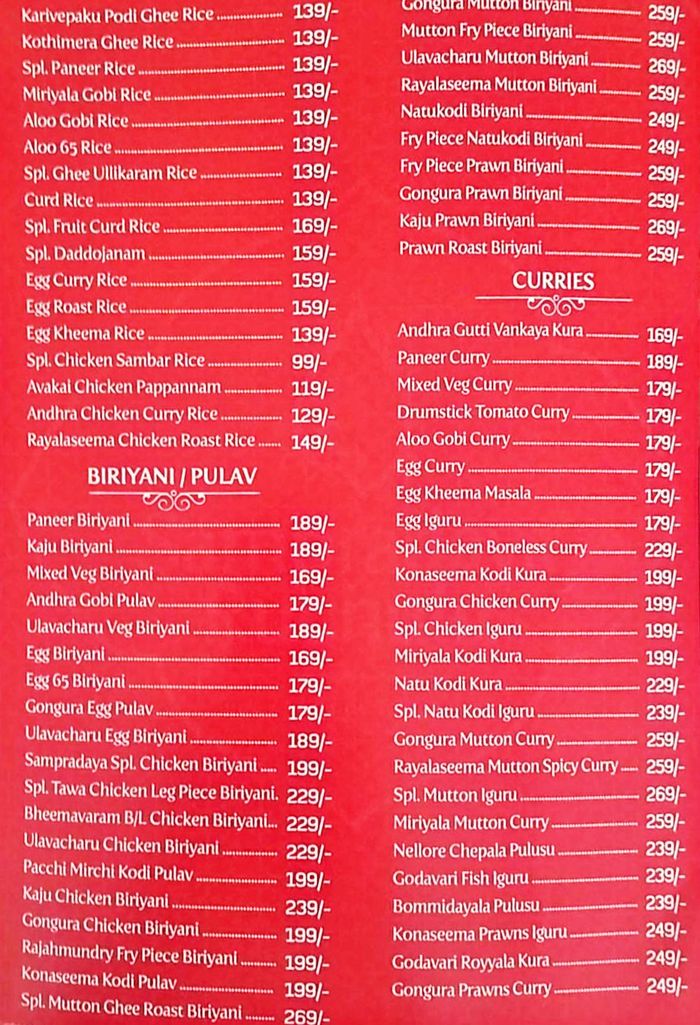 Karivepaku Podi Ghee Rice 139/-
Kothimera Ghee Rice 139/-
Spl. Paneer Rice 139/-
Miriyala Gobi Rice 139/-
Aloo Gobi Rice 139/-
Aloo 65 Rice 139/-
Spl. Ghee Ullikaram Rice 139/-
Curd Rice 139/-
Spl. Fruit Curd Rice 169/-
Spl. Daddojanam 159/-
Egg Curry Rice 159/-
Egg Roast Rice 159/-
Egg Kheema Rice 139/-
Spl. Chicken Sambar Rice 99/-
Avakai Chicken Pappannam 119/-
Andhra Chicken Curry Rice 129/-
Rayalaseema Chicken Roast Rice 149/-
BIRIYANI / PULAV
Paneer Biriyani 189/-
Kaju Biriyani 189/-
Mixed Veg Biriyani 169/-
Andhra Gobi Pulav 179/-
Ulavacharu Veg Biriyani 189/-
Egg Biriyani 169/-
Egg 65 Biriyani 179/-
Gongura Egg Pulav 179/-
Ulavacharu Egg Biriyani 189/-
Sampradaya Spl. Chicken Biriyani 199/-
Spl. Tawa Chicken Leg Piece Biriyani. 229/-
Bheemavaram B/L Chicken Biriyani... 229/-
Ulavacharu Chicken Biriyani 229/-
Pacchi Mirchi Kodi Pulav 199/-
Kaju Chicken Biriyani 239/-
Gongura Chicken Biriyani 199/-
Rajahmundry Fry Piece Biriyani 199/-
Konaseema Kodi Pulav 199/-
Spl. Mutton Ghee Roast Biriyani 269/-
Gongura Mutton Biriyani 259/-
Mutton Fry Piece Biriyani 259/-
Ulavacharu Mutton Biriyani 269/-
Rayalaseema Mutton Biriyani 259/-
Natukodi Biriyani 249/-
Fry Piece Natukodi Biriyani 249/-
Fry Piece Prawn Biriyani 259/-
Gongura Prawn Biriyani 259/-
Kaju Prawn Biriyani 269/-
Prawn Roast Biriyani 259/-
CURRIES
Andhra Gutti Vankaya Kura 169/-
Paneer Curry 189/-
Mixed Veg Curry 179/-
Drumstick Tomato Curry 179/-
Aloo Gobi Curry 179/-
Egg Curry 179/-
Egg Kheema Masala 179/-
Egg Iguru 179/-
Spl. Chicken Boneless Curry 229/-
Konaseema Kodi Kura 199/-
Gongura Chicken Curry 199/-
Spl. Chicken Iguru 199/-
Miriyala Kodi Kura 199/-
Natu Kodi Kura 229/-
Spl. Natu Kodi Iguru 239/-
Gongura Mutton Curry 259/-
Rayalaseema Mutton Spicy Curry 259/-
Spl. Mutton Iguru 269/-
Miriyala Mutton Curry 259/-
Nellore Chepala Pulusu 239/-
Godavari Fish Iguru 239/-
Bommidayala Pulusu 239/-
Konaseema Prawns Iguru 249/-
Godavari Royyala Kura 249/-
Gongura Prawns Curry 249/-